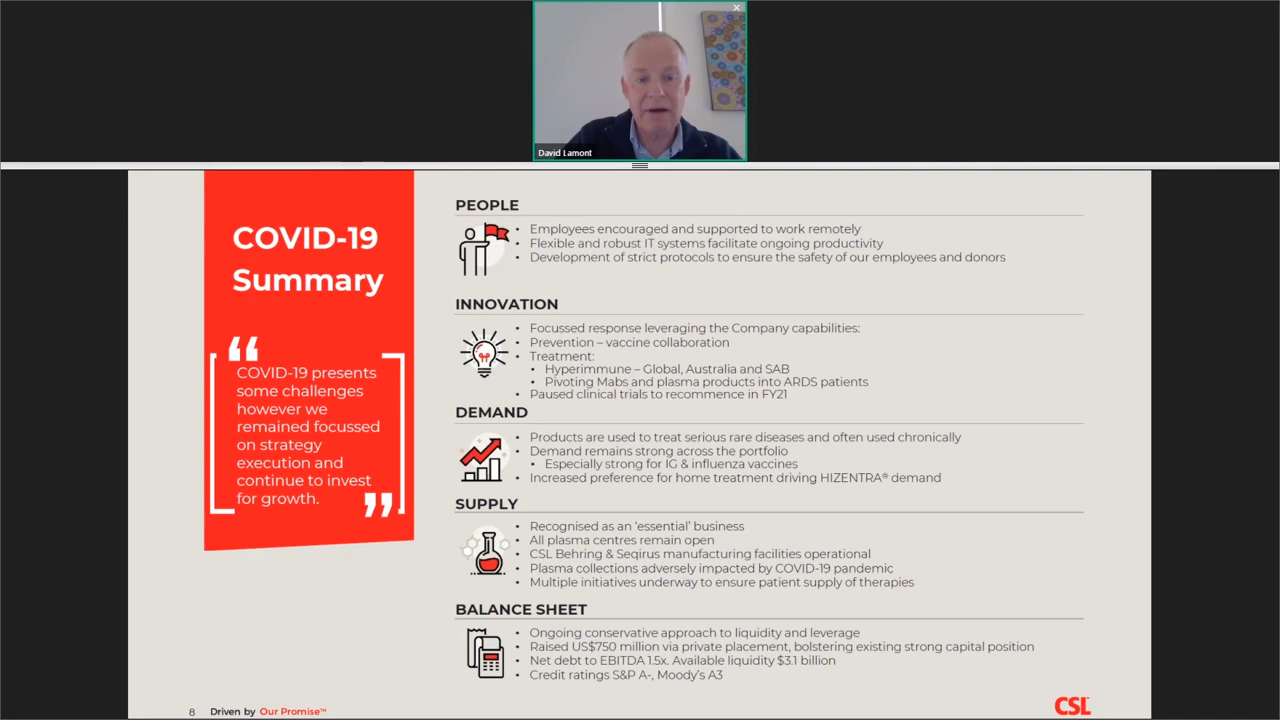 David Lamont
COVID-19
Summary
“
COVID-19 presents
some challenges
however we
remained focussed
on strategy
execution and
continue to invest
for growth.
”
PEOPLE
• Employees encouraged and supported to work remotely
• Flexible and robust IT systems facilitate ongoing productivity
• Development of strict protocols to ensure the safety of our employees and donors
INNOVATION
• Focussed response leveraging the Company capabilities:
• Prevention – vaccine collaboration
• Treatment:
• Hyperimmune – Global, Australia and SAB
• Pivoting Mabs and plasma products into ARDS patients
• Paused clinical trials to recommence in FY21
DEMAND
• Products are used to treat serious rare diseases and often used chronically
• Demand remains strong across the portfolio
• Especially strong for IG & influenza vaccines
• Increased preference for home treatment driving HIZENTRA® demand
SUPPLY
• Recognised as an ‘essential’ business
• All plasma centres remain open
• CSL Behring & Seqirus manufacturing facilities operational
• Plasma collections adversely impacted by COVID-19 pandemic
• Multiple initiatives underway to ensure patient supply of therapies
BALANCE SHEET
• Ongoing conservative approach to liquidity and leverage
• Raised US$750 million via private placement, bolstering existing strong capital position
• Net debt to EBITDA 1.5x. Available liquidity $3.1 billion
• Credit ratings S&P A-, Moody’s A3
8 Driven by Our Promise™
CSL